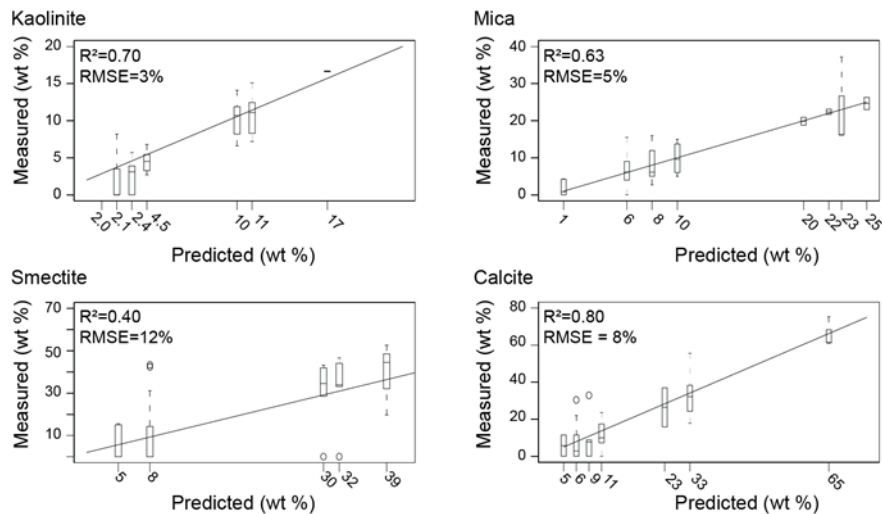 Kaolinite
R²=0.70
RMSE=3%
Measured (wt %)
20
15
10
5
0
2.0
2.1
2.4
4.5
10
11
17
Predicted (wt %)
Mica
R²=0.63
RMSE=5%
Measured (wt %)
40
30
20
10
0
1
6
8
10
20
22
23
25
Predicted (wt %)
Smectite
R²=0.40
RMSE=12%
Measured (wt %)
70
50
30
10
5
8
30
32
39
Predicted (wt %)
Calcite
R²=0.80
RMSE = 8%
Measured (wt %)
80
60
40
20
0
5
6
9
11
23
33
65
Predicted (wt %)